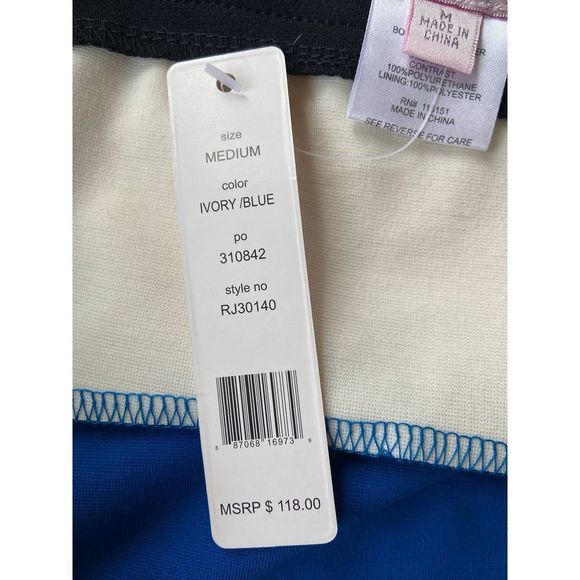 size
MEDIUM
color
IVORY /BLUE
po
310842
style no
RJ30140
8 87068 16973 9
MSRP $ 118.00
M
MADE IN
CHINA
CONTRAST
100%POLYURETHANE
LINING:100%POLYESTER
MADE IN CHINA
SEE REVERSE FOR CARE